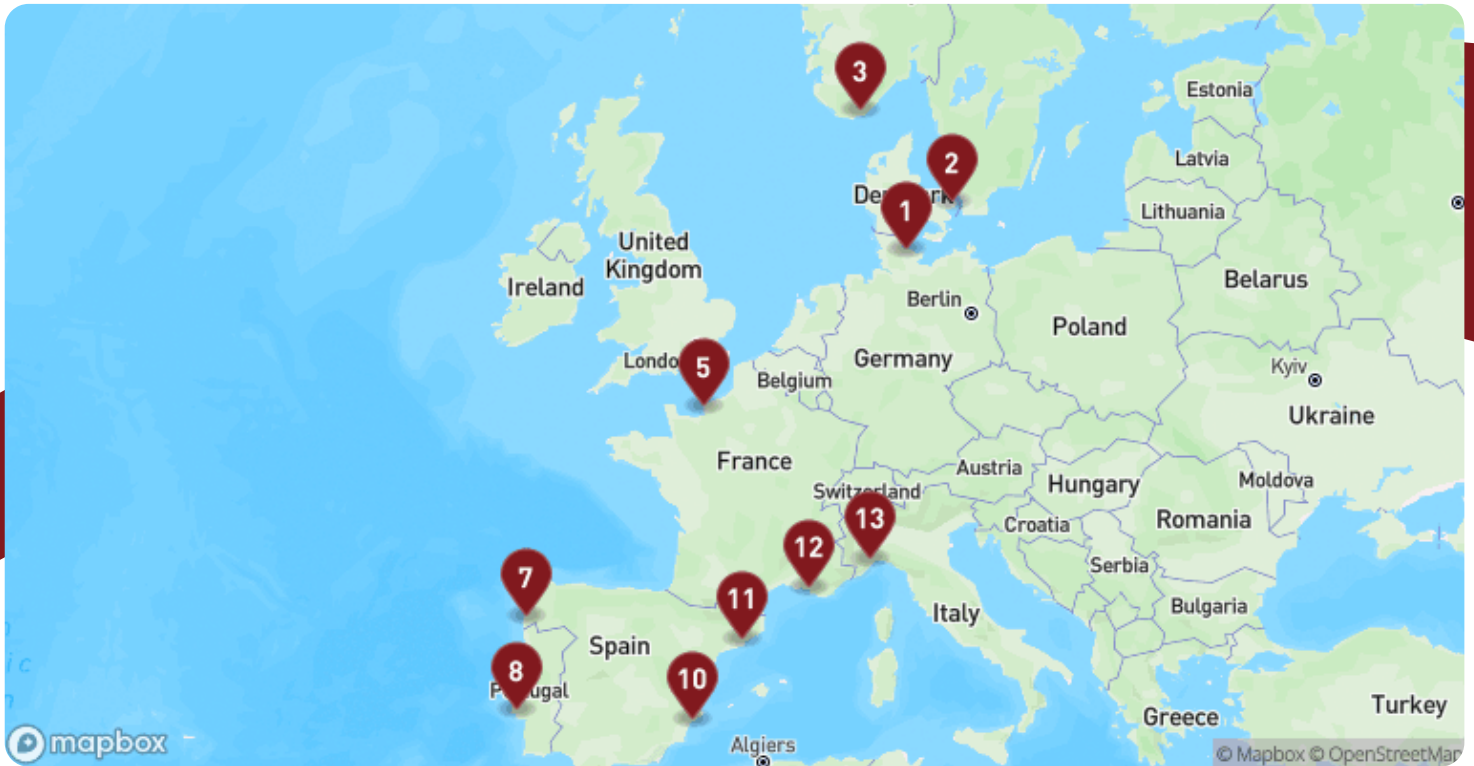 3
Estonia
Latvia
2
Denmark
1
Lithuania
United
Kingdom
Ireland
Belarus
Berlin
Poland
Londo
5
Germany
Belgium
Kyiv
Ukraine
France
Austria
Switzerland
Hungary
Moldova
13
Croatia
Romania
12
7
Serbia
11
Bulgaria
Italy
Spain
8
10
Portugal
Turkey
Greece
mapbox
Algiers
© Mapbox © OpenStreetMap